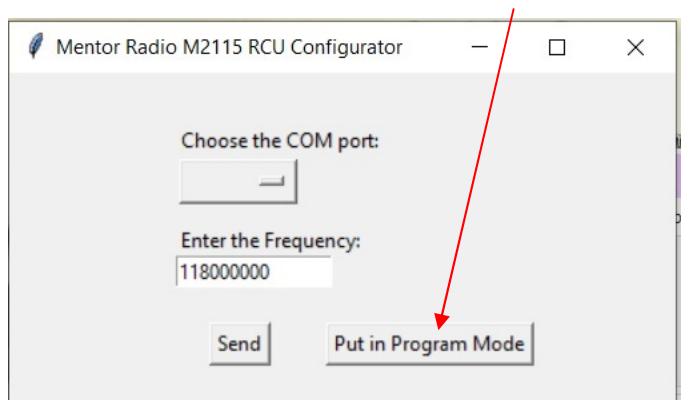 Mentor Radio M2115 RCU Configurator
Choose the COM port:
Enter the Frequency:
118000000
Send Put in Program Mode